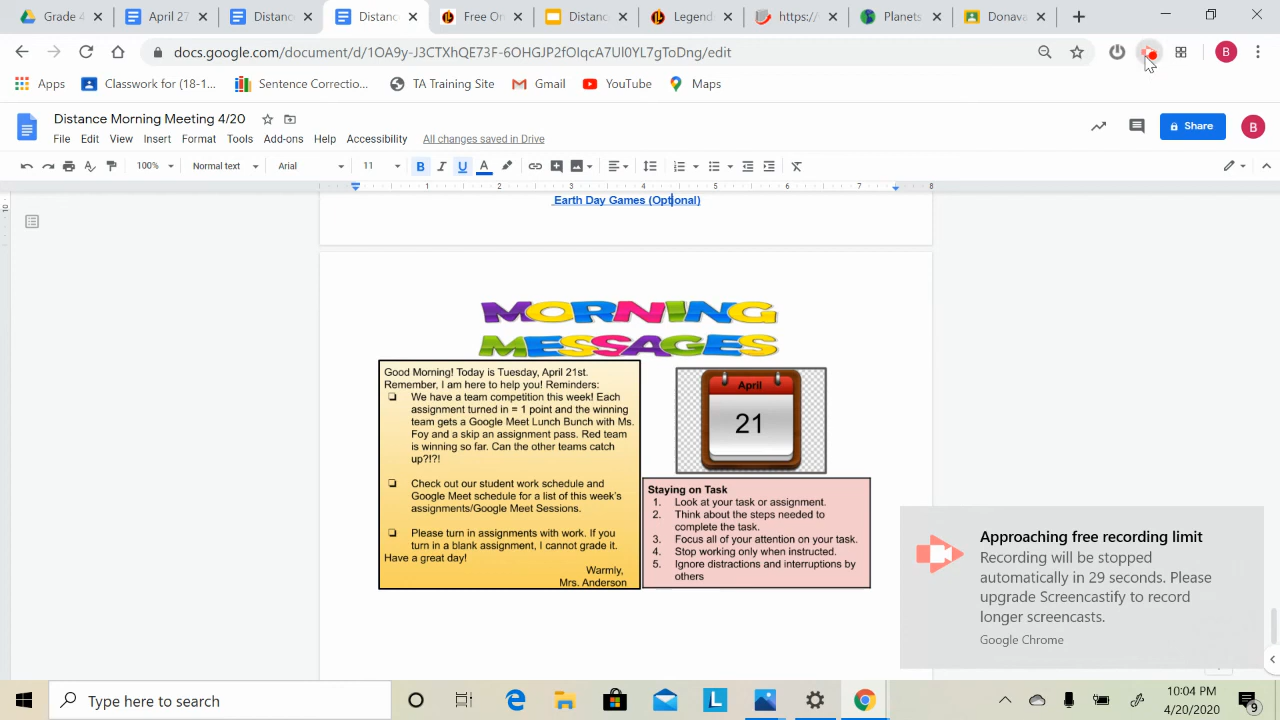 April 27
Distanc
Distanc
Free On
Distanc
Legend
https://
Planets
Donava
docs.google.com/document/d/1OA9y-J3CTXhQE73F-6OHGJP2fOIqcA7UI0YL7gToDng/edit
B
Apps
Classwork for (18-1...
Sentence Correctio...
TA Training Site
Gmail
YouTube
Maps
Distance Morning Meeting 4/20
File Edit View Insert Format Tools Add-ons Help Accessibility All changes saved in Drive
Share
B
100% Normal text Arial 11 B I U A
1 2 3 4 5 6 7 8
Earth Day Games (Optional)
MORNING
MESSAGES
Good Morning! Today is Tuesday, April 21st.
Remember, I am here to help you! Reminders:
❏ We have a team competition this week! Each
assignment turned in = 1 point and the winning
team gets a Google Meet Lunch Bunch with Ms.
Foy and a skip an assignment pass. Red team
is winning so far. Can the other teams catch
up?!?!
❏ Check out our student work schedule and
Google Meet schedule for a list of this week's
assignments/Google Meet Sessions.
❏ Please turn in assignments with work. If you
turn in a blank assignment, I cannot grade it.
Have a great day!
Warmly,
Mrs. Anderson
April
21
Staying on Task
1. Look at your task or assignment.
2. Think about the steps needed to
complete the task.
3. Focus all of your attention on your task.
4. Stop working only when instructed.
5. Ignore distractions and interruptions by
others
Approaching free recording limit
Recording will be stopped
automatically in 29 seconds. Please
upgrade Screencastify to record
longer screencasts.
Google Chrome
Type here to search
L
10:04 PM
4/20/2020
9